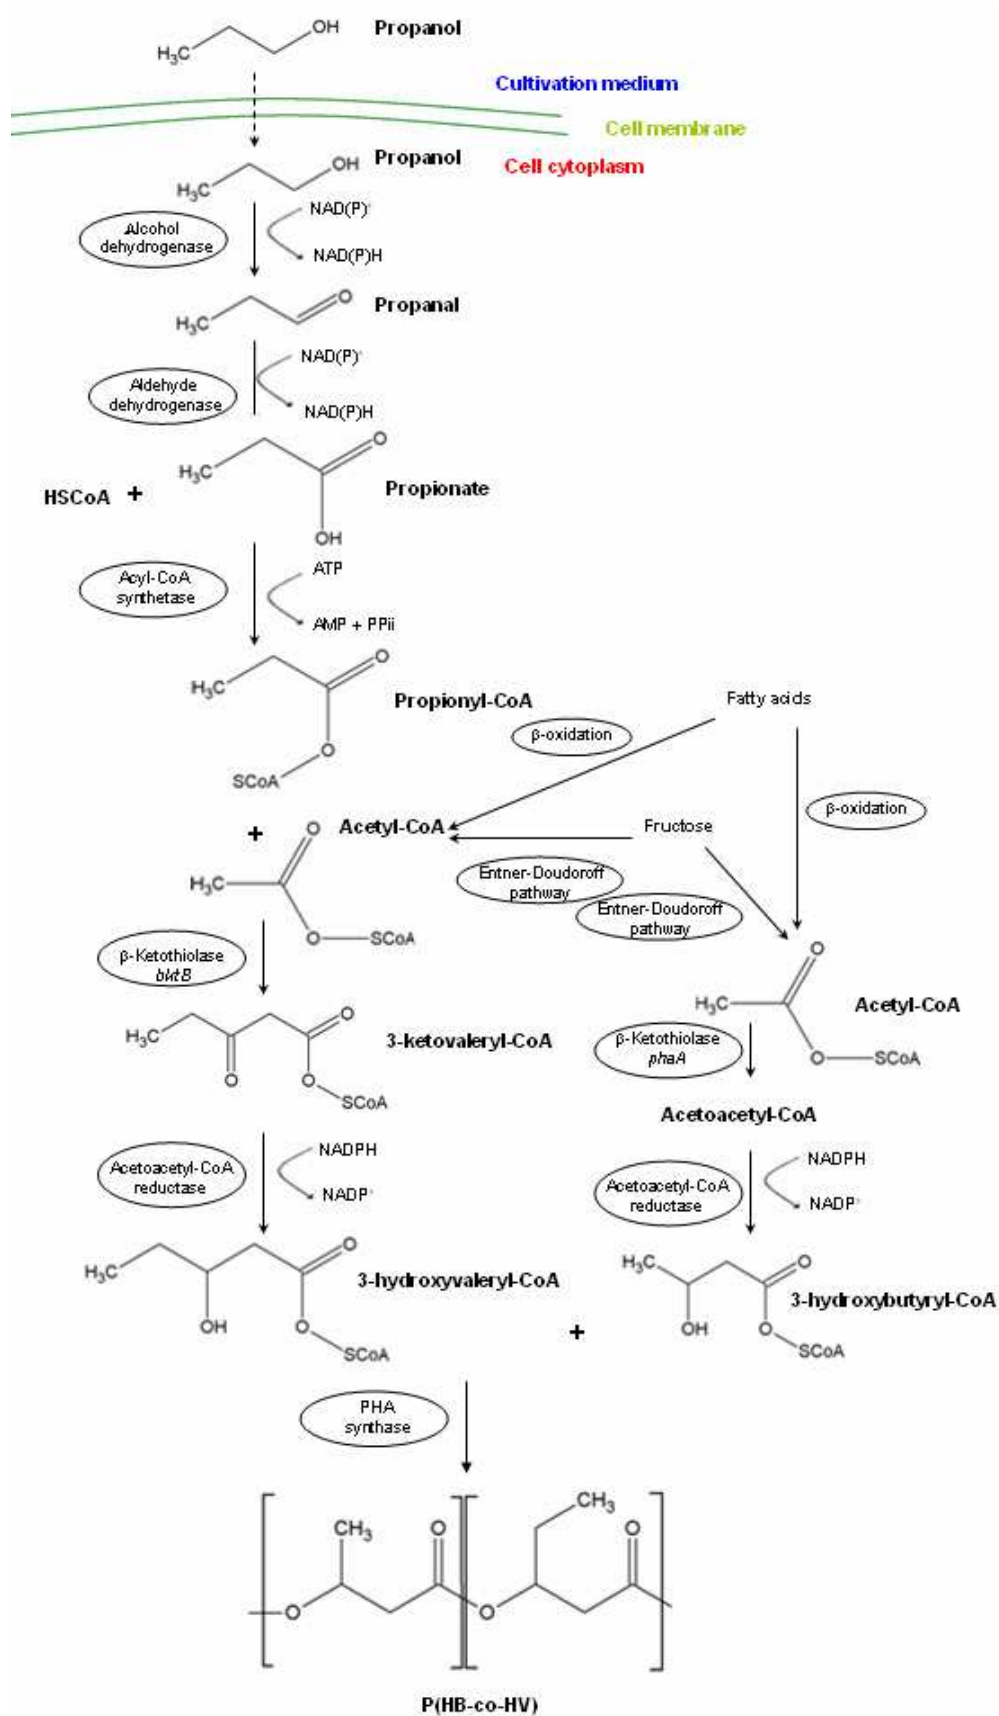 OH
Propanol
H₃C
Cultivation medium
Cell membrane
Propanol
OH
Cell cytoplasm
H₃C
Alcohol
dehydrogenase
NAD(P)⁺
NAD(P)H
O
Propanal
H₃C
NAD(P)⁺
Aldehyde
dehydrogenase
NAD(P)H
O
H₃C
Propionate
HSCoA +
OH
ATP
Acyl-CoA
synthetase
AMP + PPii
O
H₃C
Propionyl-CoA
Fatty acids
β-oxidation
O
SCoA
β-oxidation
+
O
Acetyl-CoA
Fructose
H₃C
Entner-Doudoroff
pathway
Entner-Doudoroff
pathway
O
SCoA
β-Ketothiolase
bktB
O
H₃C
Acetyl-CoA
O
H₃C
3-ketovaleryl-CoA
β-Ketothiolase
phaA
O
SCoA
O
O
SCoA
Acetoacetyl-CoA
NADPH
Acetoacetyl-CoA
reductase
NADP⁺
NADPH
Acetoacetyl-CoA
reductase
NADP⁺
O
H₃C
3-hydroxyvaleryl-CoA
OH
O
SCoA
H₃C
O
3-hydroxybutyryl-CoA
OH
O
SCoA
+
PHA
synthase
CH₃
O
CH₃
O
O
O
P(HB-co-HV)